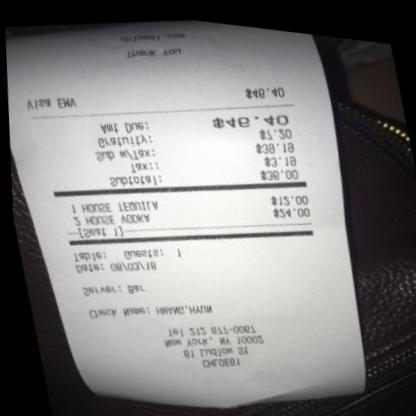 CHLOE81
81 Ludlow St
New York, NY 10002
Tel 212 677-0067
Check Name: HWANG,HYUN
Server: Bar
Date: 08/03/18
Table: Guests: 1
[Seat 1]
2 HOUSE VODKA $24.00
1 HOUSE TEQUILA $12.00
Subtotal: $36.00
Tax:: $3.19
Sub w/Tax: $39.19
Gratuity: $7.20
Amt Due: $46.40
Visa EMV $46.40
Thank You